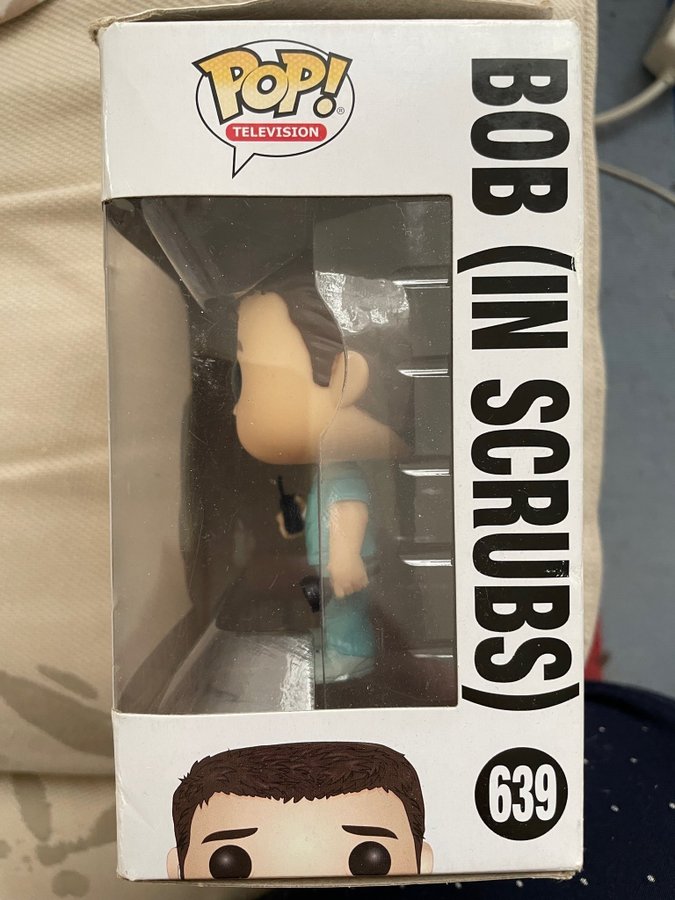 POP!
TELEVISION
BOB (IN SCRUBS)
639